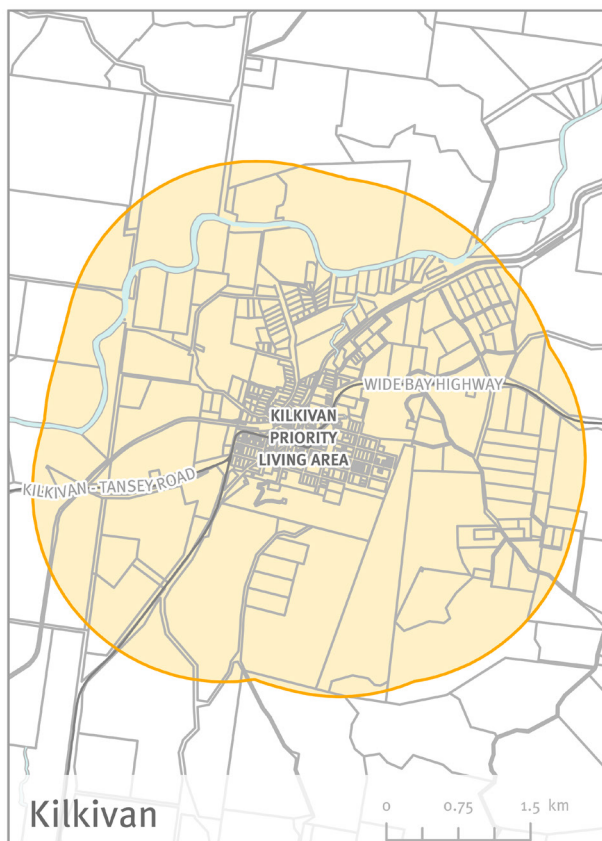 WIDE BAY HIGHWAY
KILKIVAN
PRIORITY
LIVING AREA
KILKIVAN - TANSEY ROAD
Kilkivan
0 0.75 1.5 km